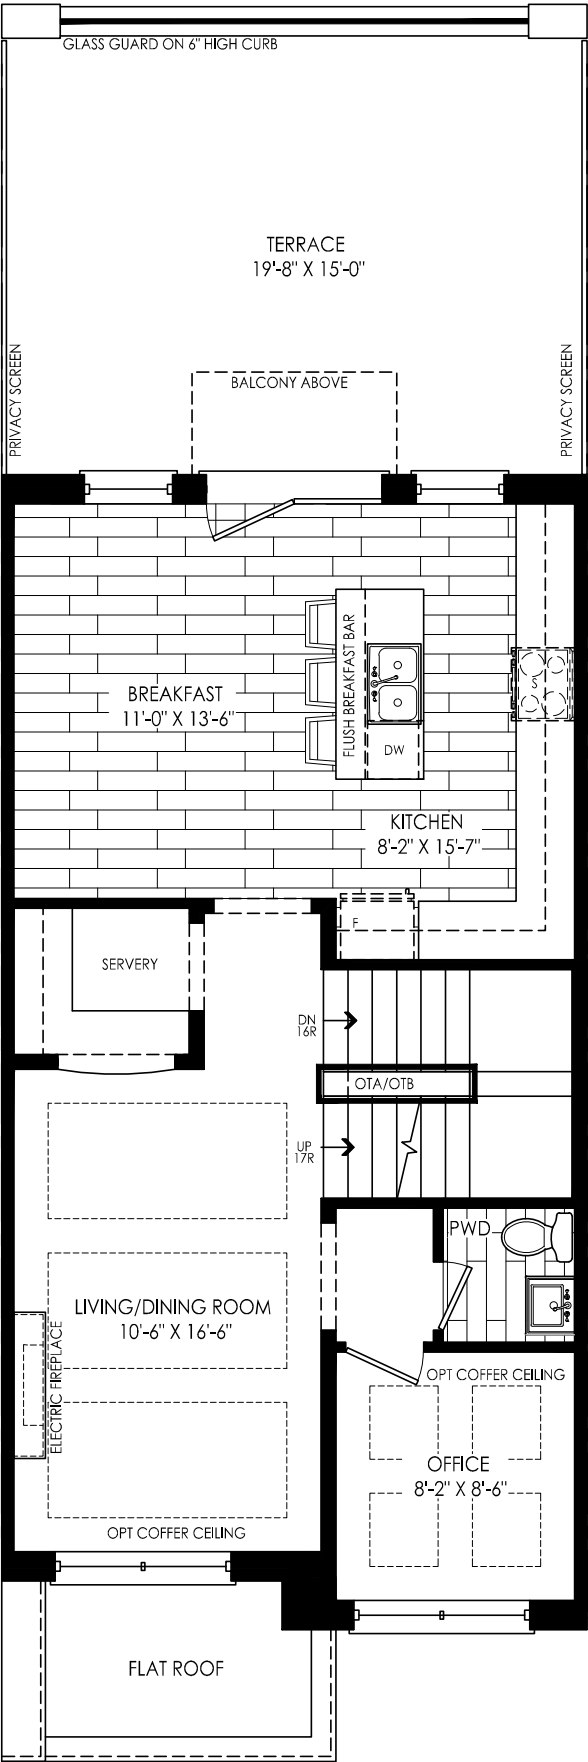 GLASS GUARD ON 6" HIGH CURB
TERRACE
19'-8" X 15'-0"
PRIVACY SCREEN
PRIVACY SCREEN
BALCONY ABOVE
FLUSH BREAKFAST BAR
S
BREAKFAST
11'-0" X 13'-6"
DW
KITCHEN
8'-2" X 15'-7"
F
SERVERY
DN
16R
OTA/OTB
UP
17R
PWD
LIVING/DINING ROOM
10'-6" X 16'-6"
ELECTRIC FIREPLACE
OPT COFFER CEILING
OFFICE
8'-2" X 8'-6"
OPT COFFER CEILING
FLAT ROOF